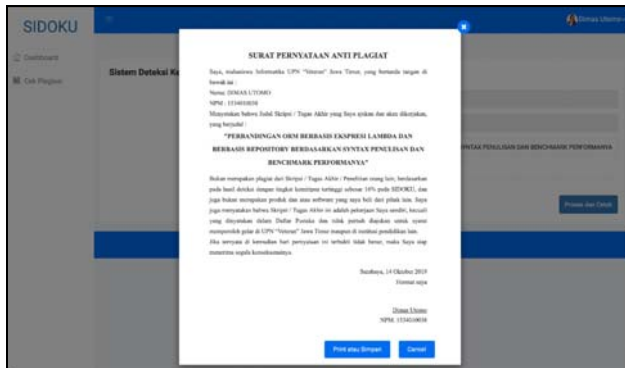 SIDOKU
Dimas Utomo
Dashboard
Cek Plagiasi
Sistem Deteksi Ke
SYNTAX PENULISAN DAN BENCHMARK PERFORMANYA
Proses dan Cetak
SURAT PERNYATAAN ANTI PLAGIAT
Saya, mahasiswa Informatika UPN "Veteran" Jawa Timur, yang bertanda tangan di
bawah ini :
Nama: DIMAS UTOMO
NPM : 1534010038
Menyatakan bahwa Judul Skripsi / Tugas Akhir yang Saya ajukan dan akan dikerjakan,
yang berjudul :
"PERBANDINGAN ORM BERBASIS EKSPRESI LAMBDA DAN
BERBASIS REPOSITORY BERDASARKAN SYNTAX PENULISAN DAN
BENCHMARK PERFORMANYA"
Bukan merupakan plagiat dari Skripsi / Tugas Akhir / Penelitian orang lain, berdasarkan
pada hasil deteksi dengan tingkat kemiripan tertinggi sebesar 16% pada SIDOKU, dan
juga bukan merupakan produk dan atau software yang saya beli dari pihak lain. Saya
juga menyatakan bahwa Skripsi / Tugas Akhir ini adalah pekerjaan Saya sendiri, kecuali
yang dinyatakan dalam Daftar Pustaka dan tidak pernah diajukan untuk syarat
memperoleh gelar di UPN "Veteran" Jawa Timur maupun di institusi pendidikan lain.
Jika ternyata di kemudian hari pernyataan ini terbukti tidak benar, maka Saya siap
menerima segala konsekuensinya.
Surabaya, 14 Oktober 2019
Hormat saya
Dimas Utomo
NPM. 1534010038
Print atau Simpan
Cancel